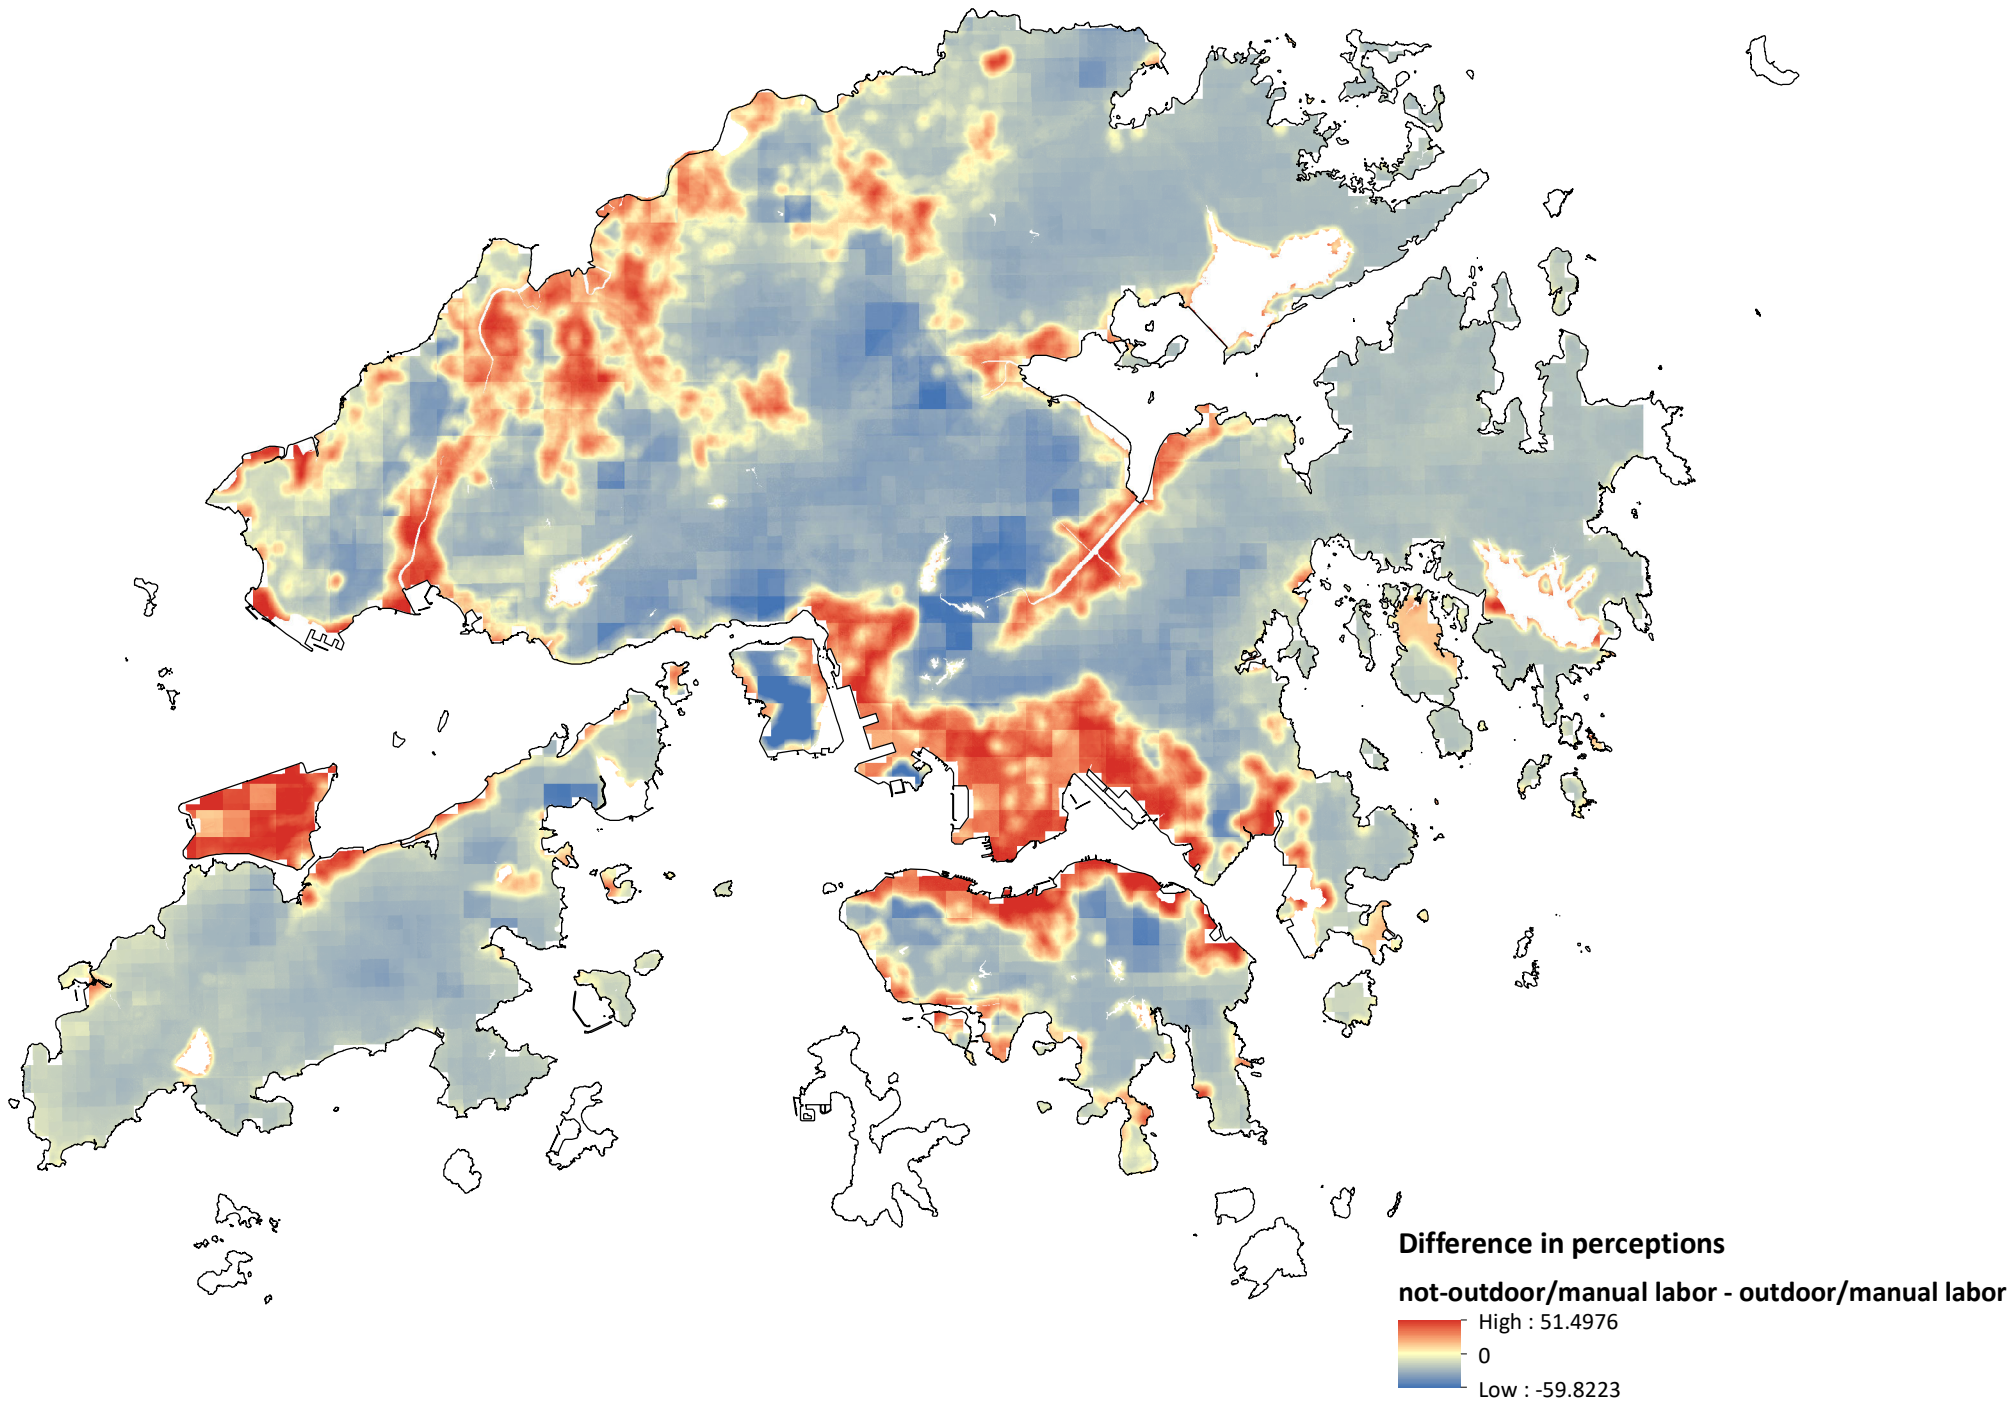 Difference in perceptions
not-outdoor/manual labor - outdoor/manual labor
High : 51.4976
0
Low : -59.8223